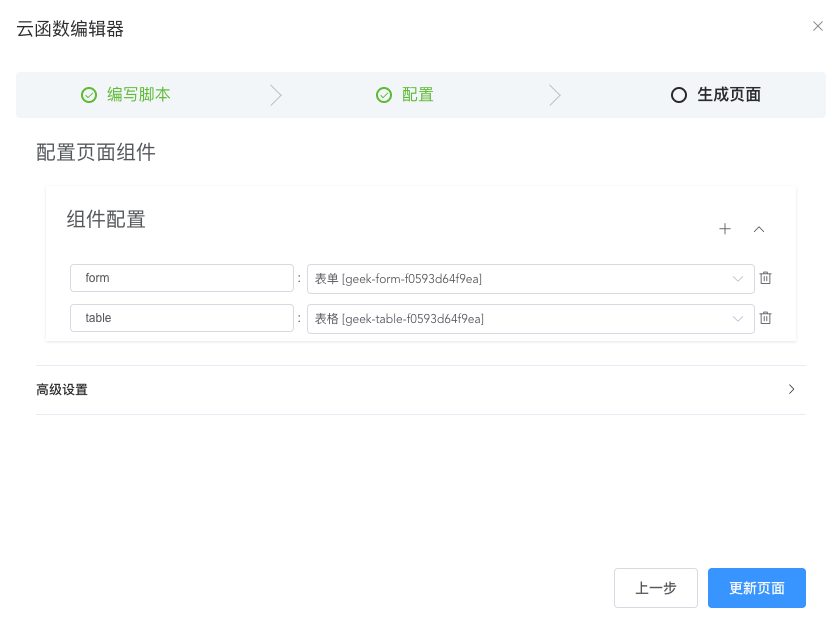 云函数编辑器
编写脚本 配置 生成页面
配置页面组件
组件配置
form : 表单 [geek-form-f0593d64f9ea]
table : 表格 [geek-table-f0593d64f9ea]
高级设置
上一步 更新页面